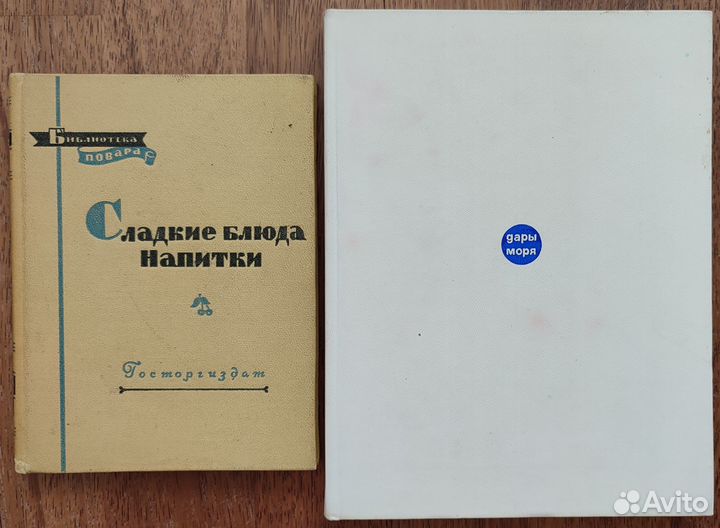 Библиотека
повара
Сладкие блюда
Напитки
Госторгиздат
дары
моря
Avito